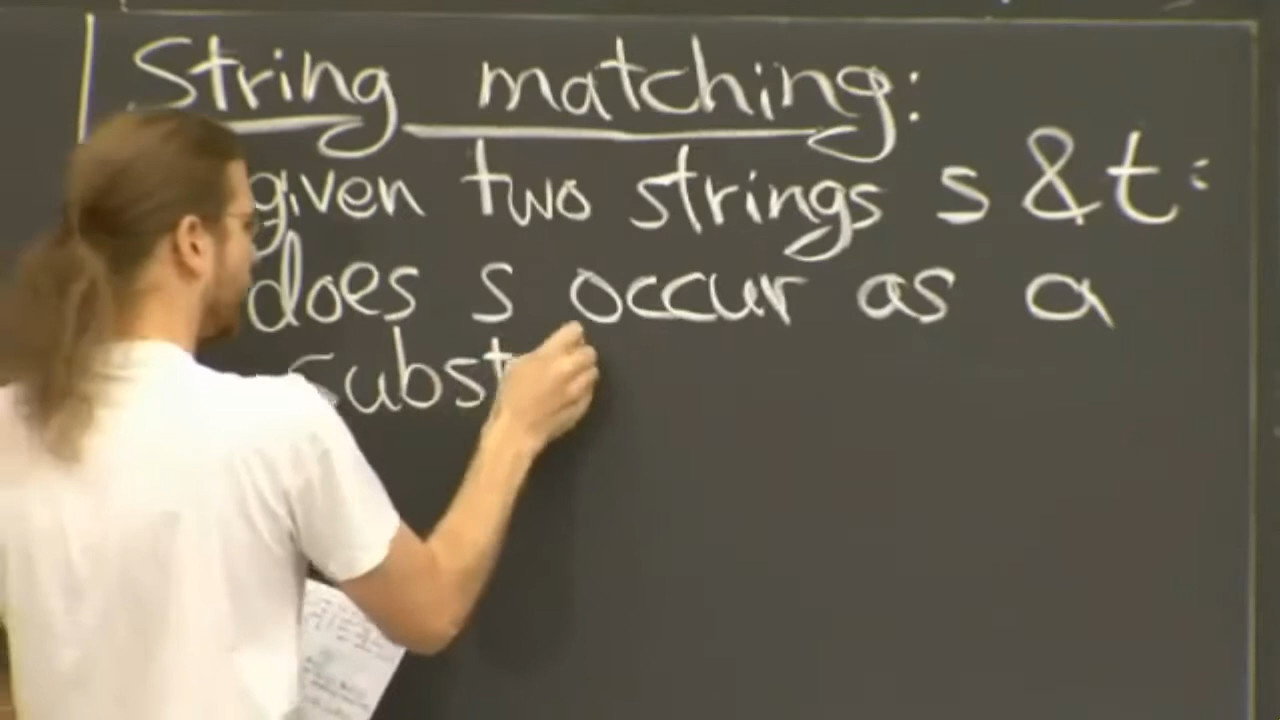 String matching:
given two strings s & t:
does s occur as a
subst